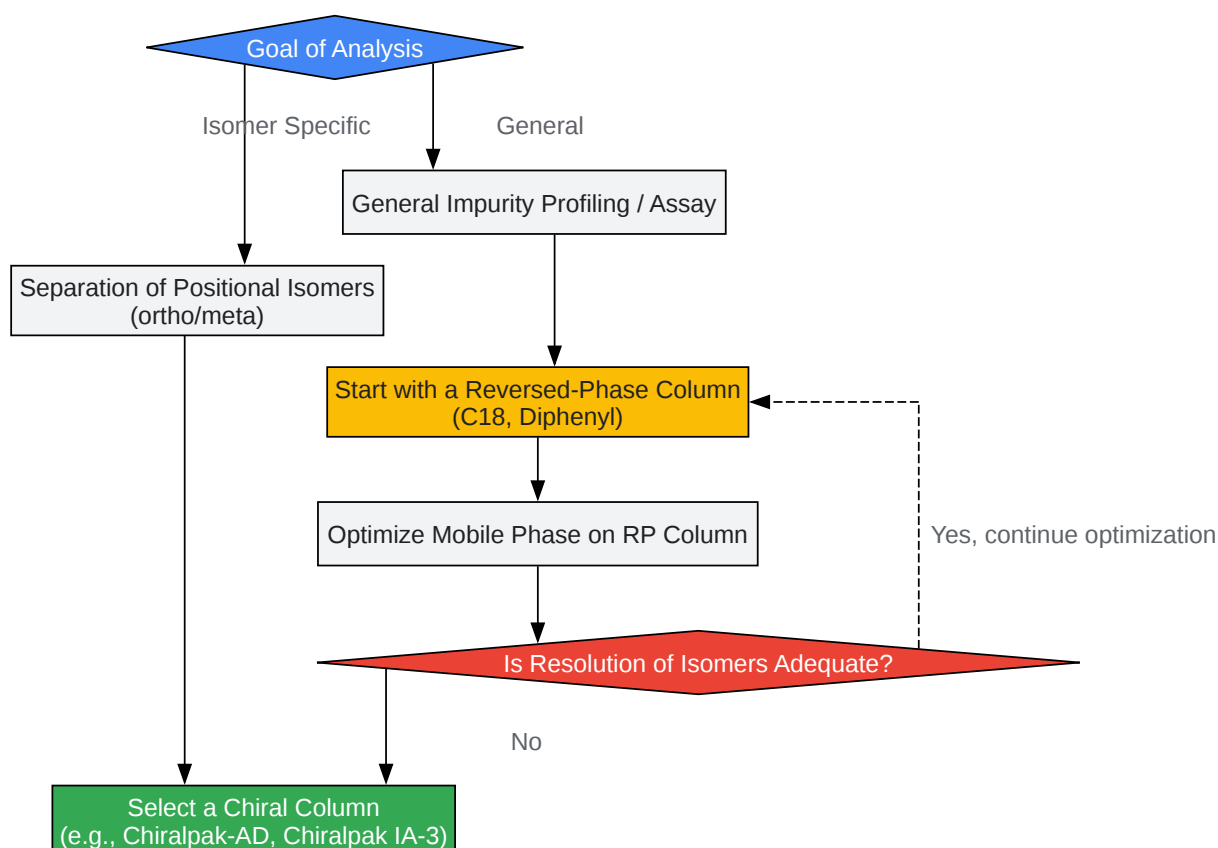 Goal of Analysis
Isomer Specific
General
General Impurity Profiling / Assay
Separation of Positional Isomers
(ortho/meta)
Start with a Reversed-Phase Column
(C18, Diphenyl)
Optimize Mobile Phase on RP Column
Yes, continue optimization
Is Resolution of Isomers Adequate?
No
Select a Chiral Column
(e.g., Chiralpak-AD, Chiralpak IA-3)